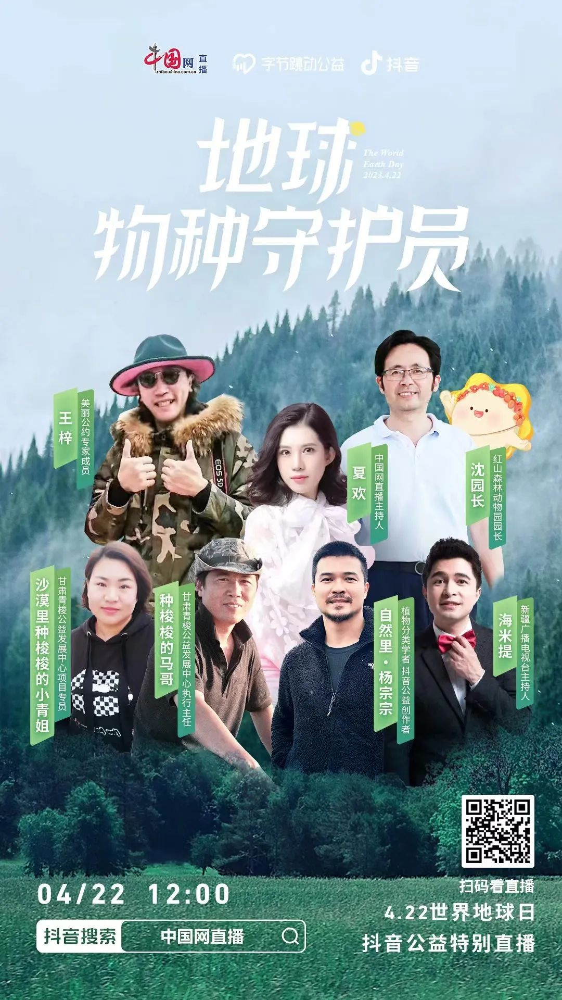 中国网
直播
zhibo.china.com.cn
字节跳动公益
抖音
地球
The World
Earth Day
2023.4.22
物种守护员
王梓
美丽公约专家成员
EOS 5D
夏欢
中国网直播主持人
沈园长
红山森林动物园园长
沙漠里种梭梭的小青姐
甘肃青梭公益发展中心项目专员
种梭梭的马哥
甘肃青梭公益发展中心执行主任
自然里·杨宗宗
植物分类学者 抖音公益创作者
海米提
新疆广播电视台主持人
扫码看直播
04/22 12:00
4.22世界地球日
抖音搜索 中国网直播
抖音公益特别直播